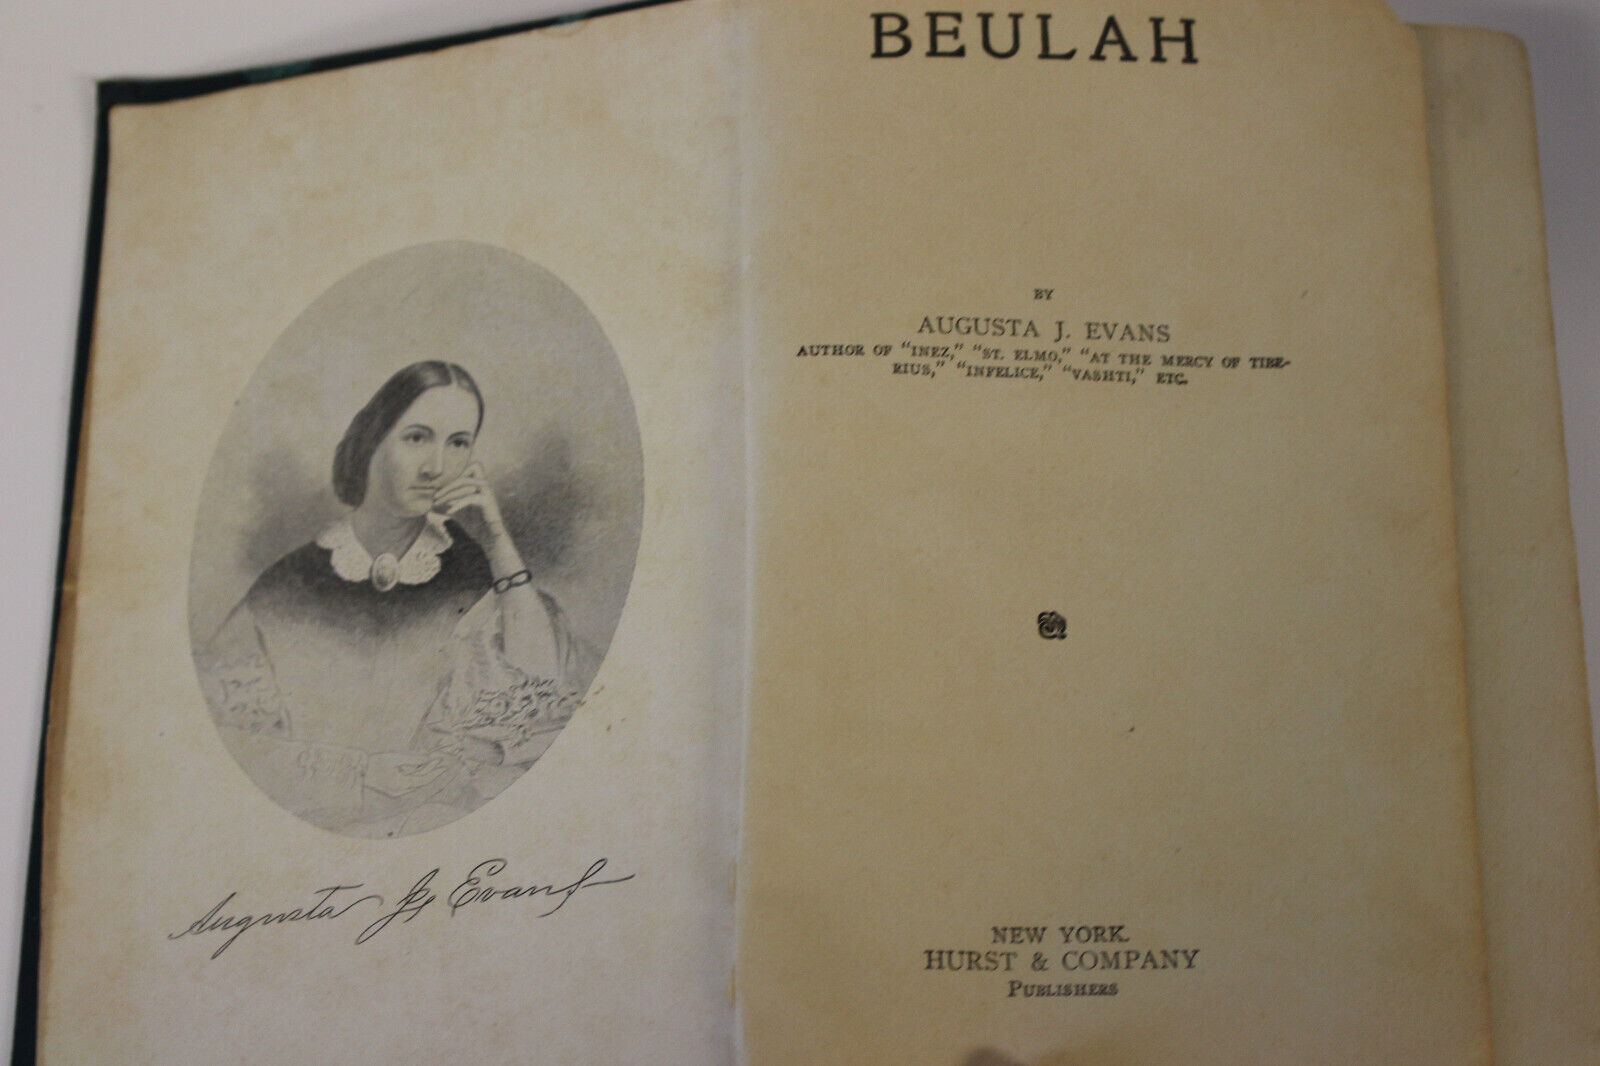 Augusta J. Evans
BEULAH
BY
AUGUSTA J. EVANS
AUTHOR OF "INEZ," "ST. ELMO," "AT THE MERCY OF TIBE-
RIUS," "INFELICE," "VASHTI," ETC.
NEW YORK.
HURST & COMPANY
PUBLISHERS